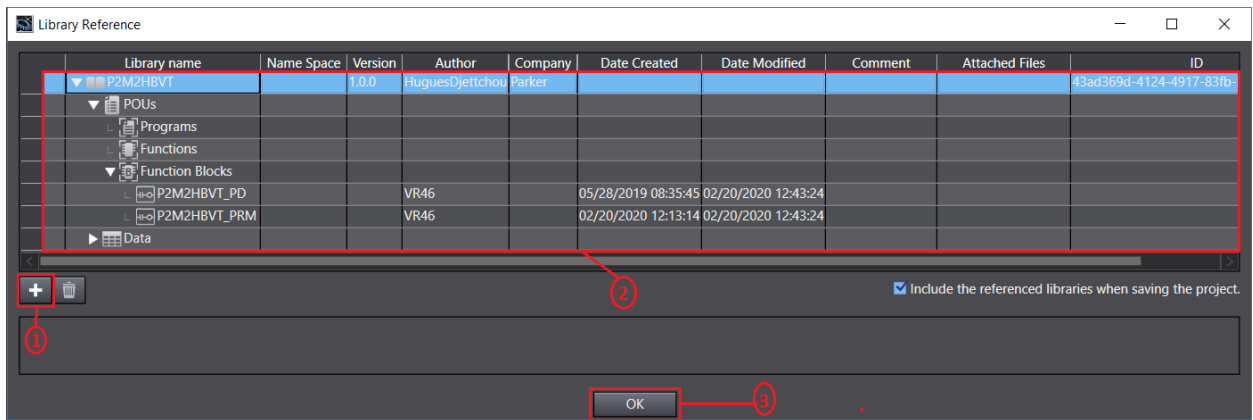 Library Reference
Library name Name Space Version Author Company Date Created Date Modified Comment Attached Files ID
P2M2HBVT 1.0.0 HuguesDjettchou Parker 43ad369d-4124-4917-83fb-
POUs
Programs
Functions
Function Blocks
P2M2HBVT_PD VR46 05/28/2019 08:35:45 02/20/2020 12:43:24
P2M2HBVT_PRM VR46 02/20/2020 12:13:14 02/20/2020 12:43:24
Data
2
+ Include the referenced libraries when saving the project.
1
OK 3